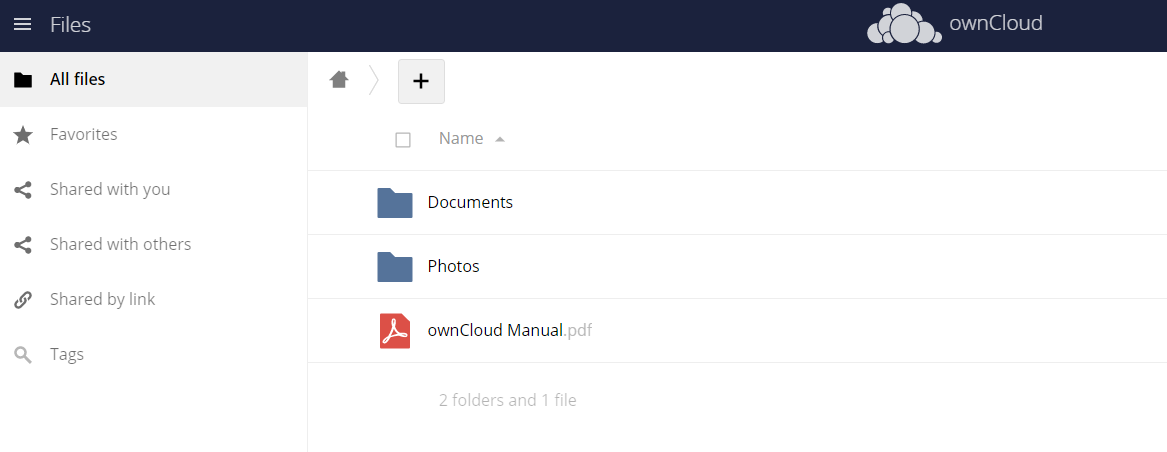 Files
ownCloud
All files
Favorites
Shared with you
Shared with others
Shared by link
Tags
Name
Documents
Photos
ownCloud Manual.pdf
2 folders and 1 file